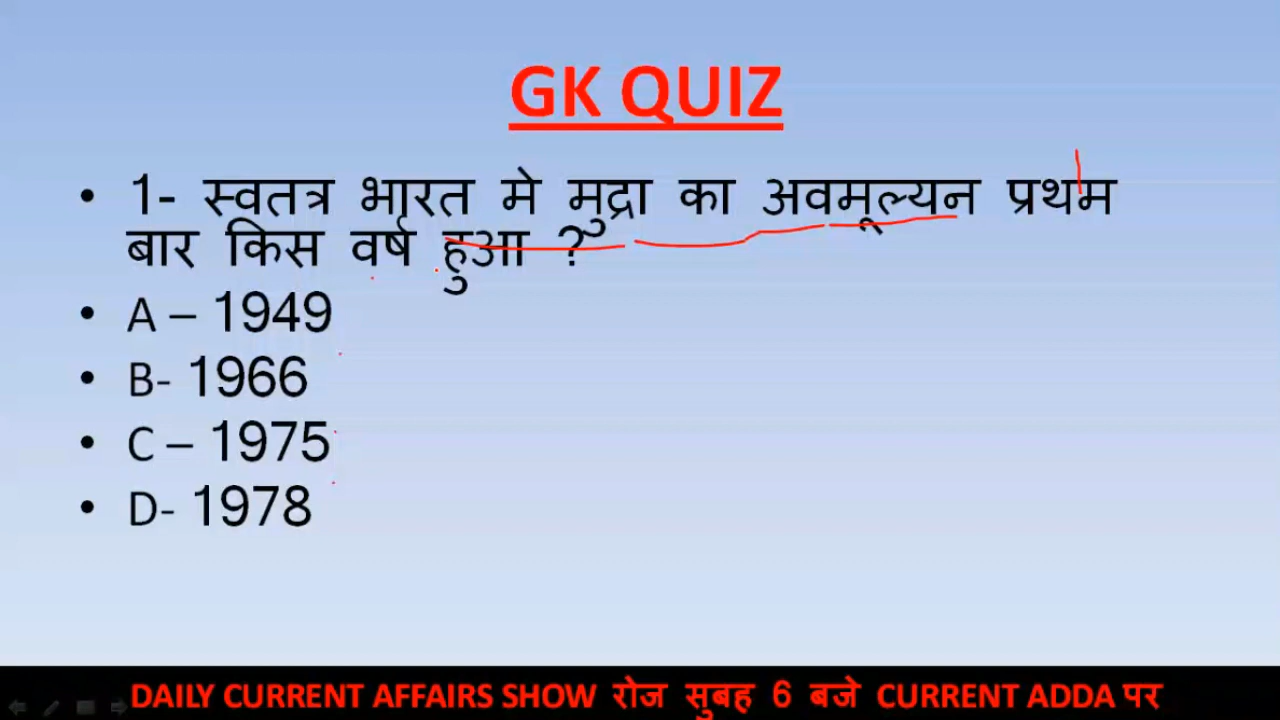 GK QUIZ
• 1- स्वतत्र भारत मे मुद्रा का अवमूल्यन प्रथम
बार किस वर्ष हुआ ?
• A – 1949
• B- 1966
• C – 1975
• D- 1978
DAILY CURRENT AFFAIRS SHOW रोज सुबह 6 बजे CURRENT ADDA पर